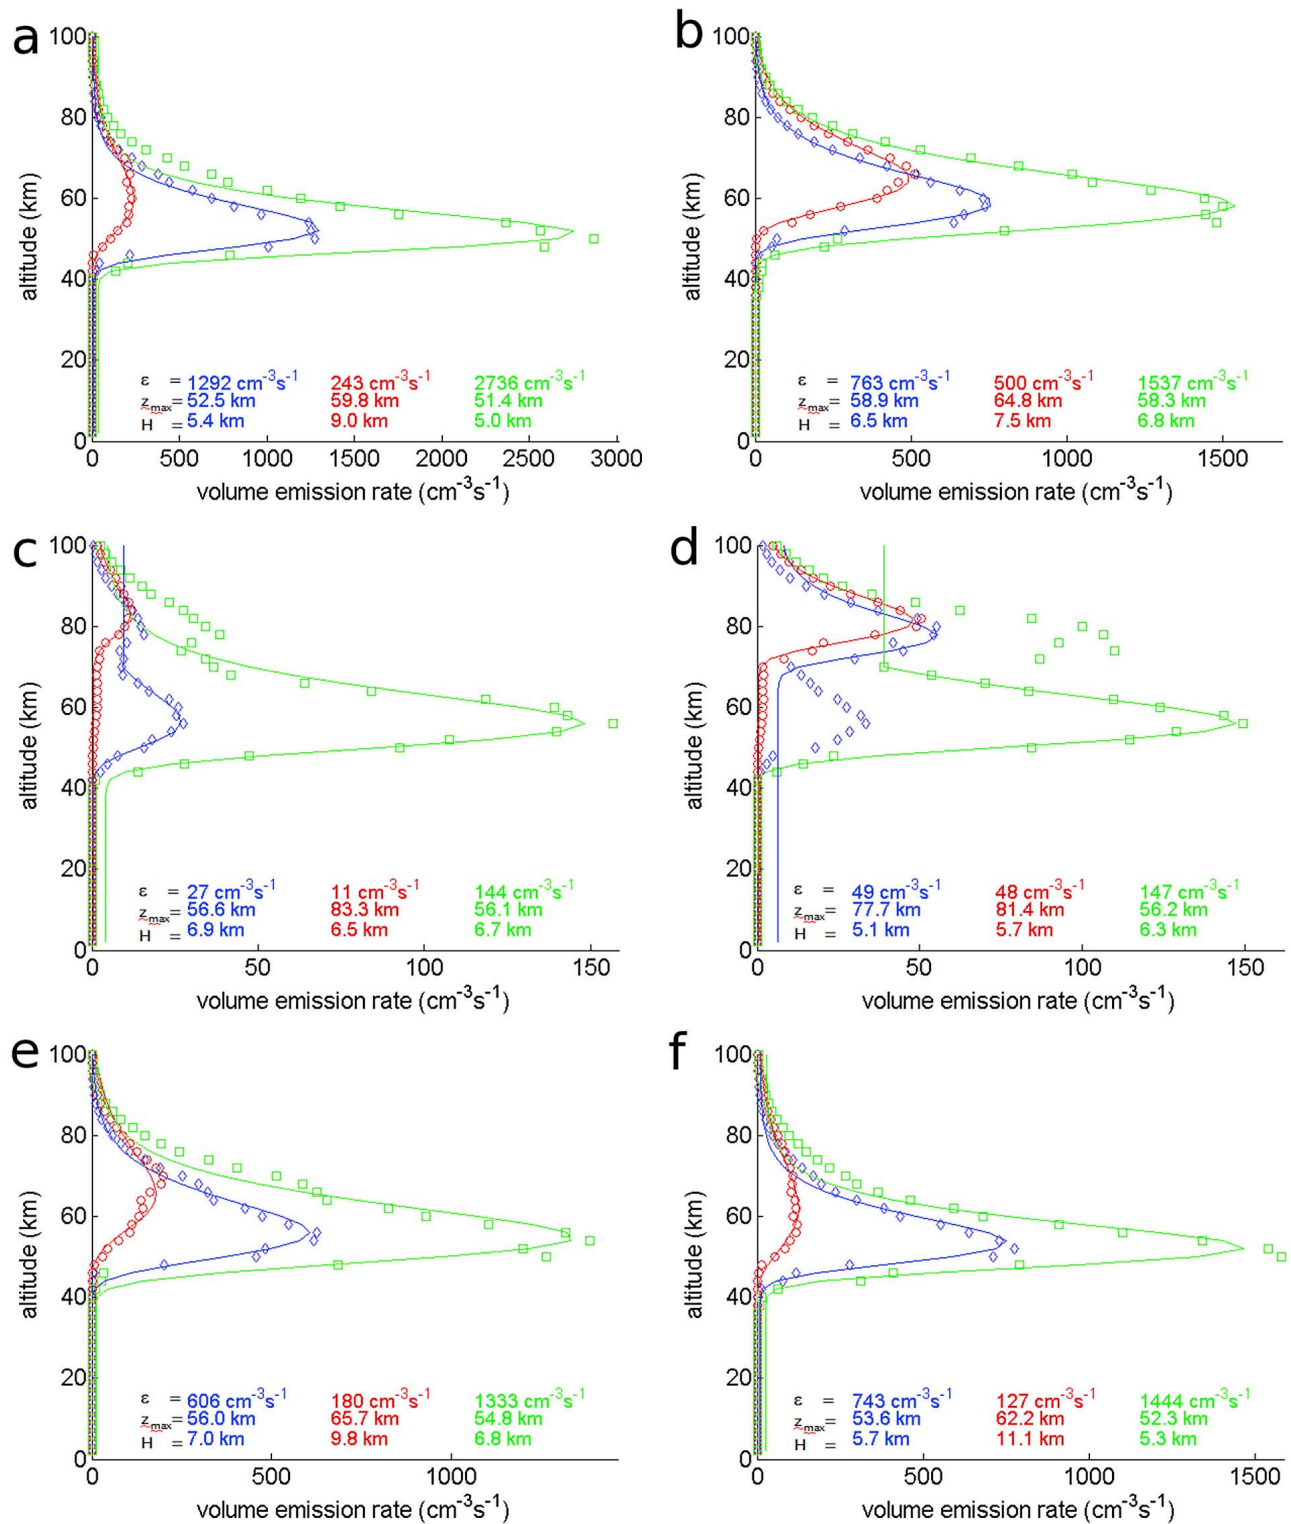 a
100
80
60
40
20
0
altitude (km)
ε = 1292 cm⁻³s⁻¹ 243 cm⁻³s⁻¹ 2736 cm⁻³s⁻¹
z_max= 52.5 km 59.8 km 51.4 km
H = 5.4 km 9.0 km 5.0 km
0 500 1000 1500 2000 2500 3000
volume emission rate (cm⁻³s⁻¹)
b
100
80
60
40
20
0
altitude (km)
ε = 763 cm⁻³s⁻¹ 500 cm⁻³s⁻¹ 1537 cm⁻³s⁻¹
z_max= 58.9 km 64.8 km 58.3 km
H = 6.5 km 7.5 km 6.8 km
0 500 1000 1500
volume emission rate (cm⁻³s⁻¹)
c
100
80
60
40
20
0
altitude (km)
ε = 27 cm⁻³s⁻¹ 11 cm⁻³s⁻¹ 144 cm⁻³s⁻¹
z_max= 56.6 km 83.3 km 56.1 km
H = 6.9 km 6.5 km 6.7 km
0 50 100 150
volume emission rate (cm⁻³s⁻¹)
d
100
80
60
40
20
0
altitude (km)
ε = 49 cm⁻³s⁻¹ 48 cm⁻³s⁻¹ 147 cm⁻³s⁻¹
z_max= 77.7 km 81.4 km 56.2 km
H = 5.1 km 5.7 km 6.3 km
0 50 100 150
volume emission rate (cm⁻³s⁻¹)
e
100
80
60
40
20
0
altitude (km)
ε = 606 cm⁻³s⁻¹ 180 cm⁻³s⁻¹ 1333 cm⁻³s⁻¹
z_max= 56.0 km 65.7 km 54.8 km
H = 7.0 km 9.8 km 6.8 km
0 500 1000
volume emission rate (cm⁻³s⁻¹)
f
100
80
60
40
20
0
altitude (km)
ε = 743 cm⁻³s⁻¹ 127 cm⁻³s⁻¹ 1444 cm⁻³s⁻¹
z_max= 53.6 km 62.2 km 52.3 km
H = 5.7 km 11.1 km 5.3 km
0 500 1000 1500
volume emission rate (cm⁻³s⁻¹)